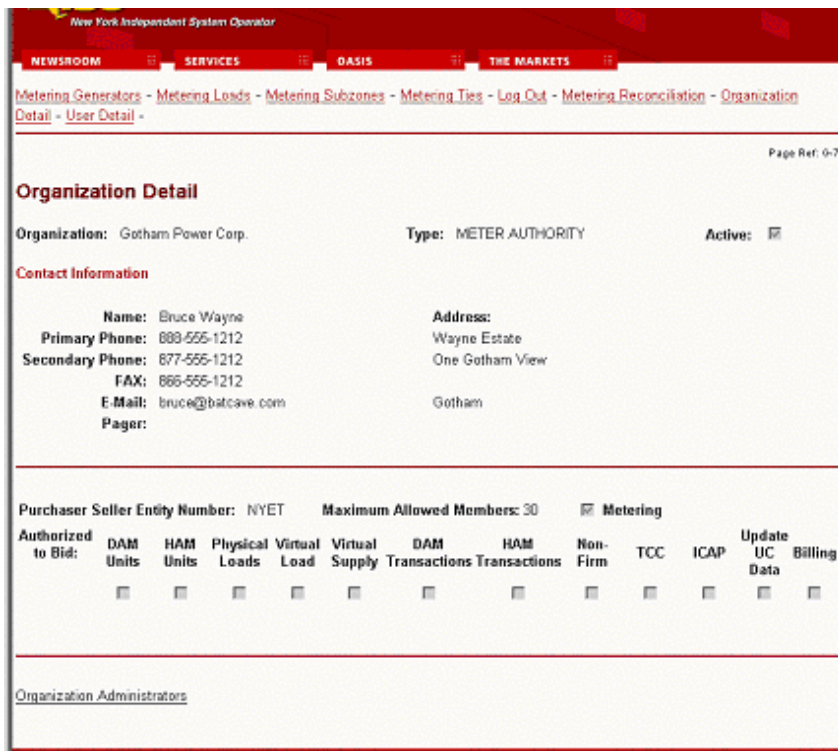 New York Independent System Operator
NEWSROOM SERVICES OASIS THE MARKETS
Metering Generators - Metering Loads - Metering Subzones - Metering Ties - Log Out - Metering Reconciliation - Organization
Detail - User Detail -
Page Ref: 0-7
Organization Detail
Organization: Gotham Power Corp. Type: METER AUTHORITY Active:
Contact Information
Name: Bruce Wayne Address:
Primary Phone: 888-555-1212 Wayne Estate
Secondary Phone: 877-555-1212 One Gotham View
FAX: 866-555-1212
E-Mail: bruce@batcave.com Gotham
Pager:
Purchaser Seller Entity Number: NYET Maximum Allowed Members: 30 Metering
Authorized to Bid: DAM Units HAM Units Physical Loads Virtual Load Virtual Supply DAM Transactions HAM Transactions Non-Firm TCC ICAP Update UC Data Billing
Organization Administrators